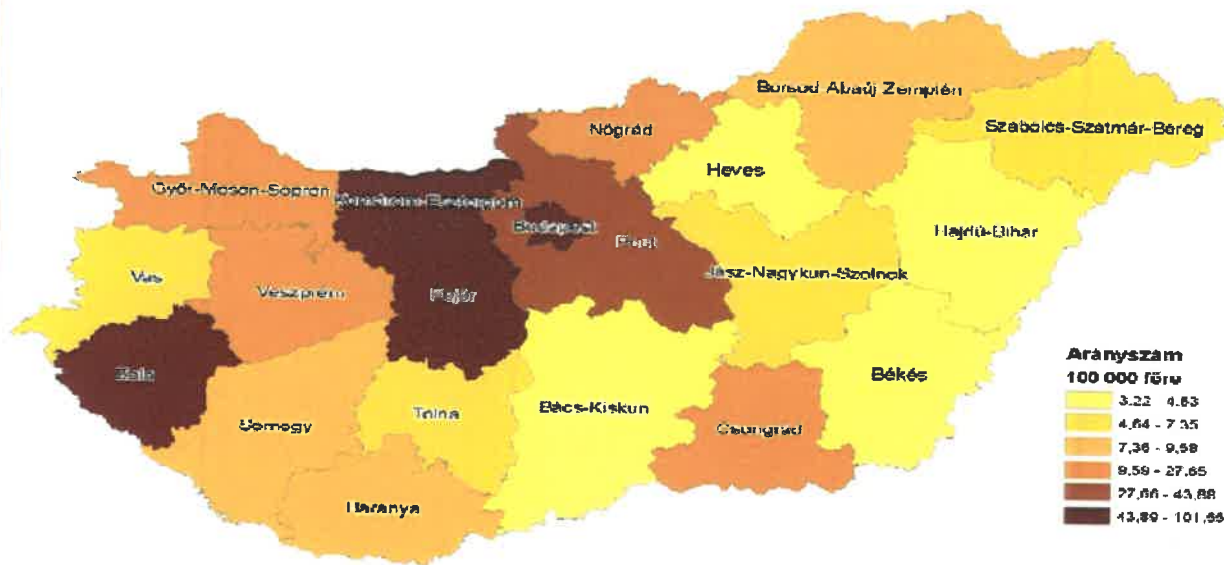 Borsod Abaúj Zemplén
Szabolcs-Szatmár-Bereg
Nógrád
Heves
Győr-Moson-Sopron
Komárom-Esztergom
Budapest
Pest
Hajdú-Bihar
Vas
Veszprém
Fejér
Jász-Nagykun-Szolnok
Zala
Békés
Tolna
Bács-Kiskun
Somogy
Csongrád
Baranya
Arányszám
100 000 főre
3,22 - 4,63
4,64 - 7,35
7,36 - 9,58
9,59 - 27,65
27,66 - 43,88
43,89 - 101,66